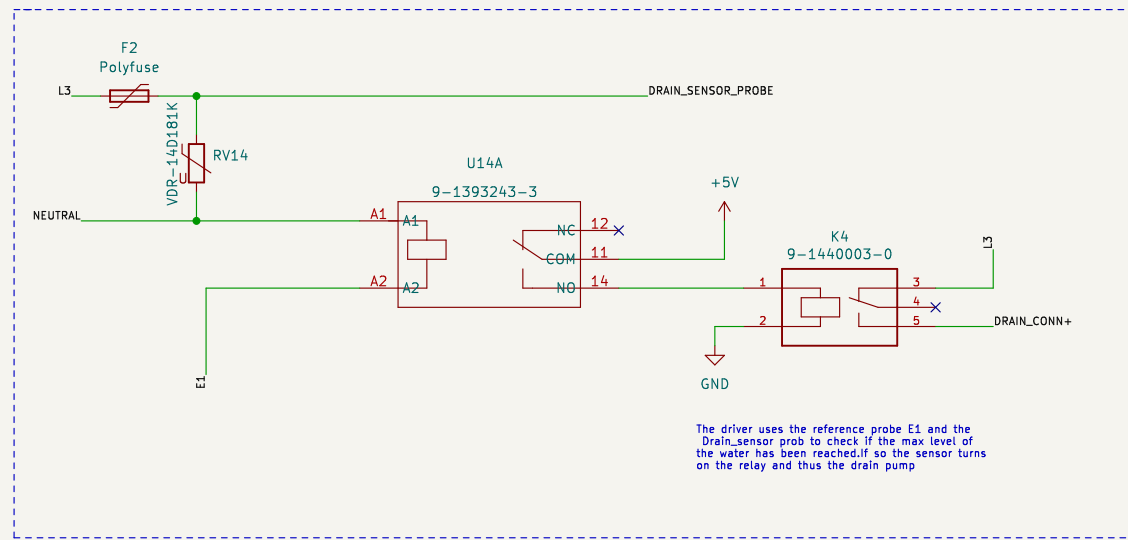 F2
Polyfuse
L3
DRAIN_SENSOR_PROBE
VDR-14D181K
RV14
U
U14A
9-1393243-3
+5V
NEUTRAL
A1
A1
NC
12
COM
11
A2
A2
NO
14
K4
9-1440003-0
L3
1
3
4
2
5
DRAIN_CONN+
GND
E1
The driver uses the reference probe E1 and the
Drain_sensor prob to check if the max level of
the water has been reached.If so the sensor turns
on the relay and thus the drain pump